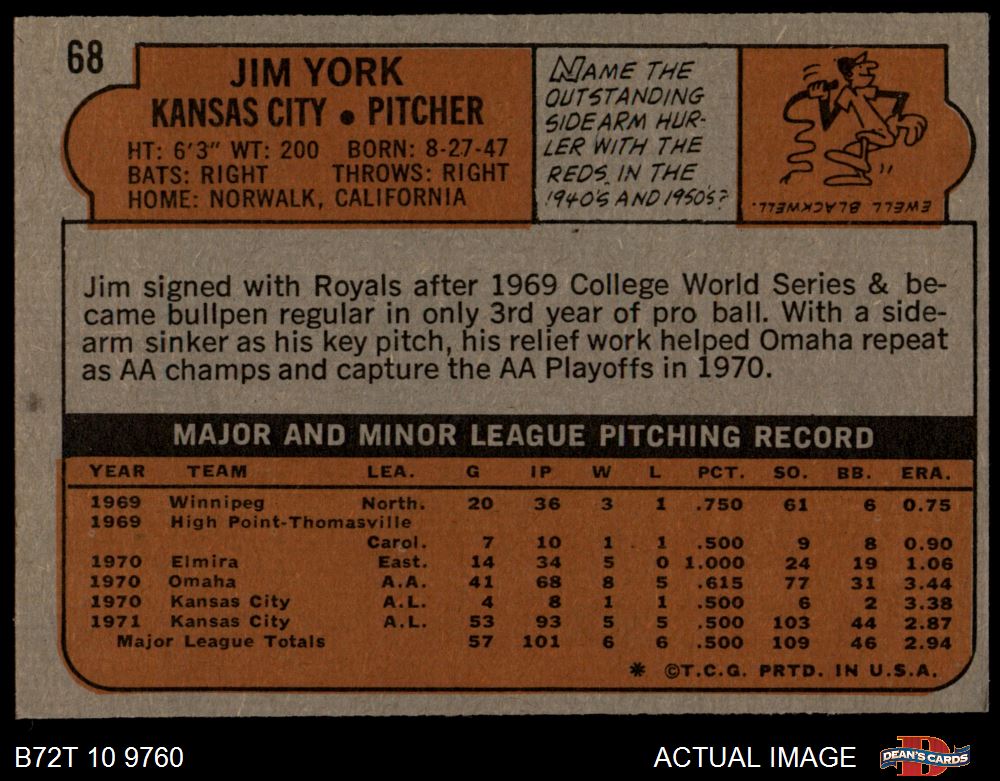 68
JIM YORK
KANSAS CITY • PITCHER
HT: 6'3" WT: 200 BORN: 8-27-47
BATS: RIGHT THROWS: RIGHT
HOME: NORWALK, CALIFORNIA
NAME THE
OUTSTANDING
SIDEARM HUR-
LER WITH THE
REDS IN THE
1940'S AND 1950'S?
EWELL BLACKWELL.
Jim signed with Royals after 1969 College World Series & be-
came bullpen regular in only 3rd year of pro ball. With a side-
arm sinker as his key pitch, his relief work helped Omaha repeat
as AA champs and capture the AA Playoffs in 1970.
MAJOR AND MINOR LEAGUE PITCHING RECORD
YEAR TEAM LEA. G IP W L PCT. SO. BB. ERA.
1969 Winnipeg North. 20 36 3 1 .750 61 6 0.75
1969 High Point-Thomasville
Carol. 7 10 1 1 .500 9 8 0.90
1970 Elmira East. 14 34 5 0 1.000 24 19 1.06
1970 Omaha A.A. 41 68 8 5 .615 77 31 3.44
1970 Kansas City A.L. 4 8 1 1 .500 6 2 3.38
1971 Kansas City A.L. 53 93 5 5 .500 103 44 2.87
Major League Totals 57 101 6 6 .500 109 46 2.94
* ©T.C.G. PRTD. IN U.S.A.
B72T 10 9760
ACTUAL IMAGE
DEAN'S CARDS